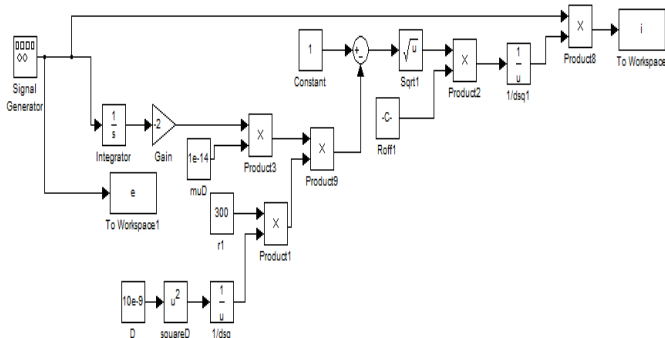 Signal
Generator
1
s
Integrator
-2
Gain
e
To Workspace1
1e-14
muD
×
Product3
300
r1
×
Product1
10e-9
D
u²
squareD
1
u
1/dsq
×
Product9
1
Constant
+
−
√u
Sqrt1
-C-
Roff1
×
Product2
1
u
1/dsq1
×
Product8
i
To Workspace